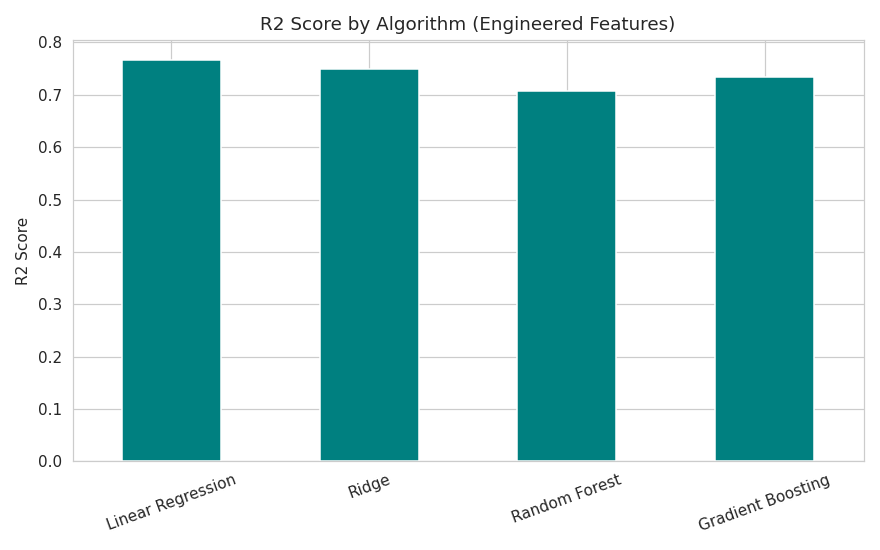 R2 Score by Algorithm (Engineered Features)
R2 Score
0.8
0.7
0.6
0.5
0.4
0.3
0.2
0.1
0.0
Linear Regression
Ridge
Random Forest
Gradient Boosting